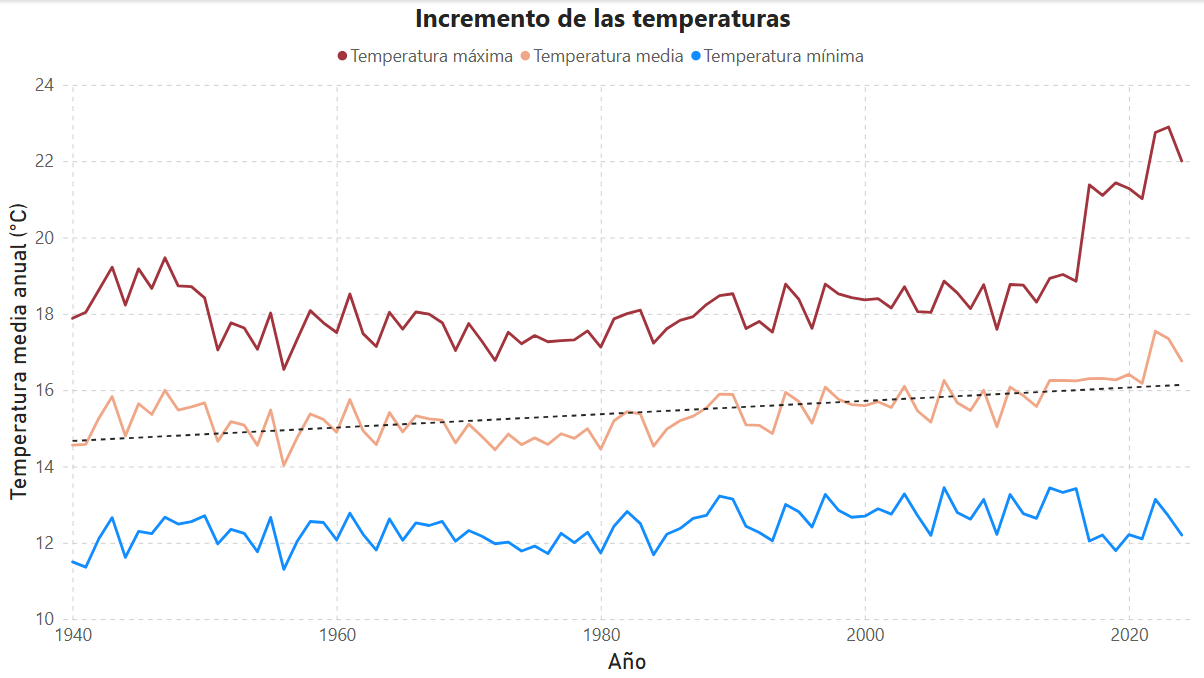 Incremento de las temperaturas
Temperatura máxima Temperatura media Temperatura mínima
Temperatura media anual (°C)
24
22
20
18
16
14
12
10
1940 1960 1980 2000 2020
Año